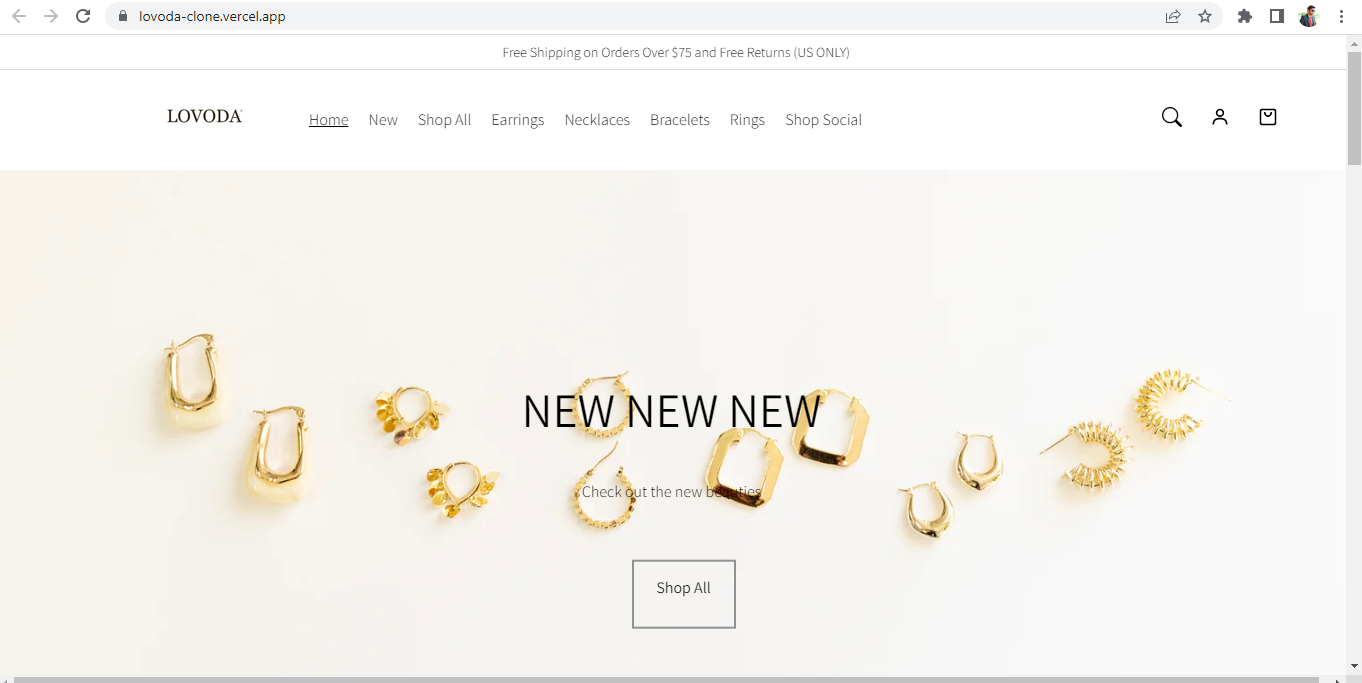 lovoda-clone.vercel.app
Free Shipping on Orders Over $75 and Free Returns (US ONLY)
LOVODA
Home New Shop All Earrings Necklaces Bracelets Rings Shop Social
NEW NEW NEW
Check out the new beauties
Shop All